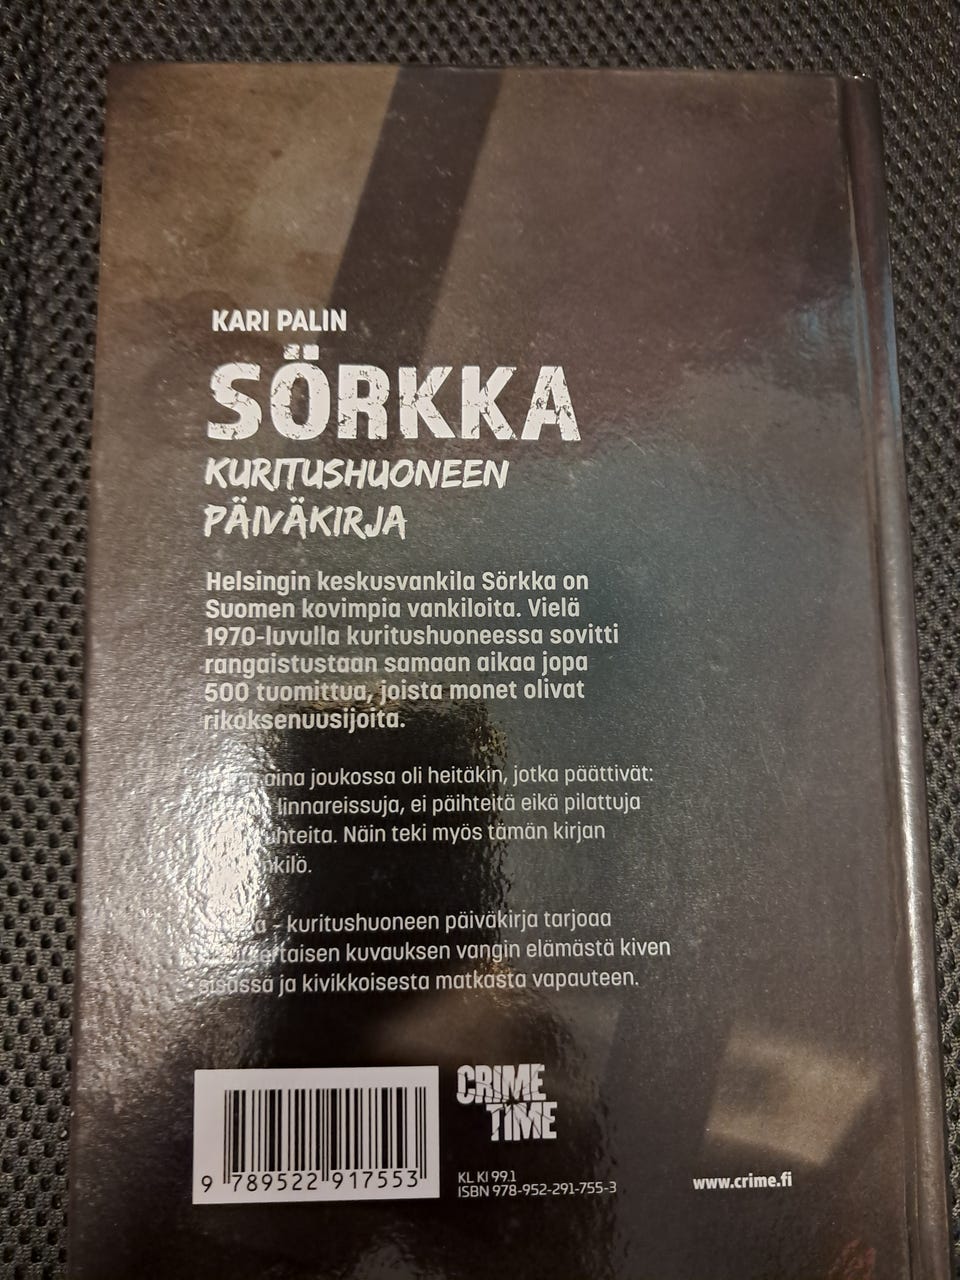 KARI PALIN
SÖRKKA
KURITUSHUONEEN
PÄIVÄKIRJA
Helsingin keskusvankila Sörkka on
Suomen kovimpia vankiloita. Vielä
1970-luvulla kuritushuoneessa sovitti
rangaistustaan samaan aikaa jopa
500 tuomittua, joista monet olivat
rikoksenuusijoita.
aina joukossa oli heitäkin, jotka päättivät:
linnareissuja, ei päihteitä eikä pilattuja
Näin teki myös tämän kirjan
- kuritushuoneen päiväkirja tarjoaa
kuvauksen vangin elämästä kiven
sisässä ja kivikkoisesta matkasta vapauteen.
CRIME
TIME
9 789522 917553
KL KI 99.1
ISBN 978-952-291-755-3
www.crime.fi